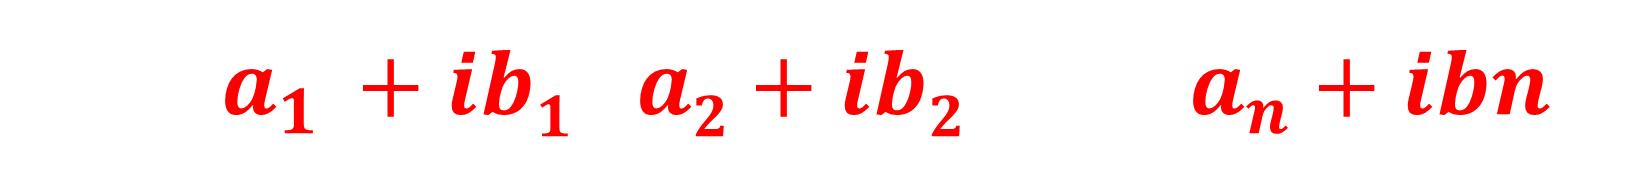 a₁ + ib₁ a₂ + ib₂ aₙ + ibn